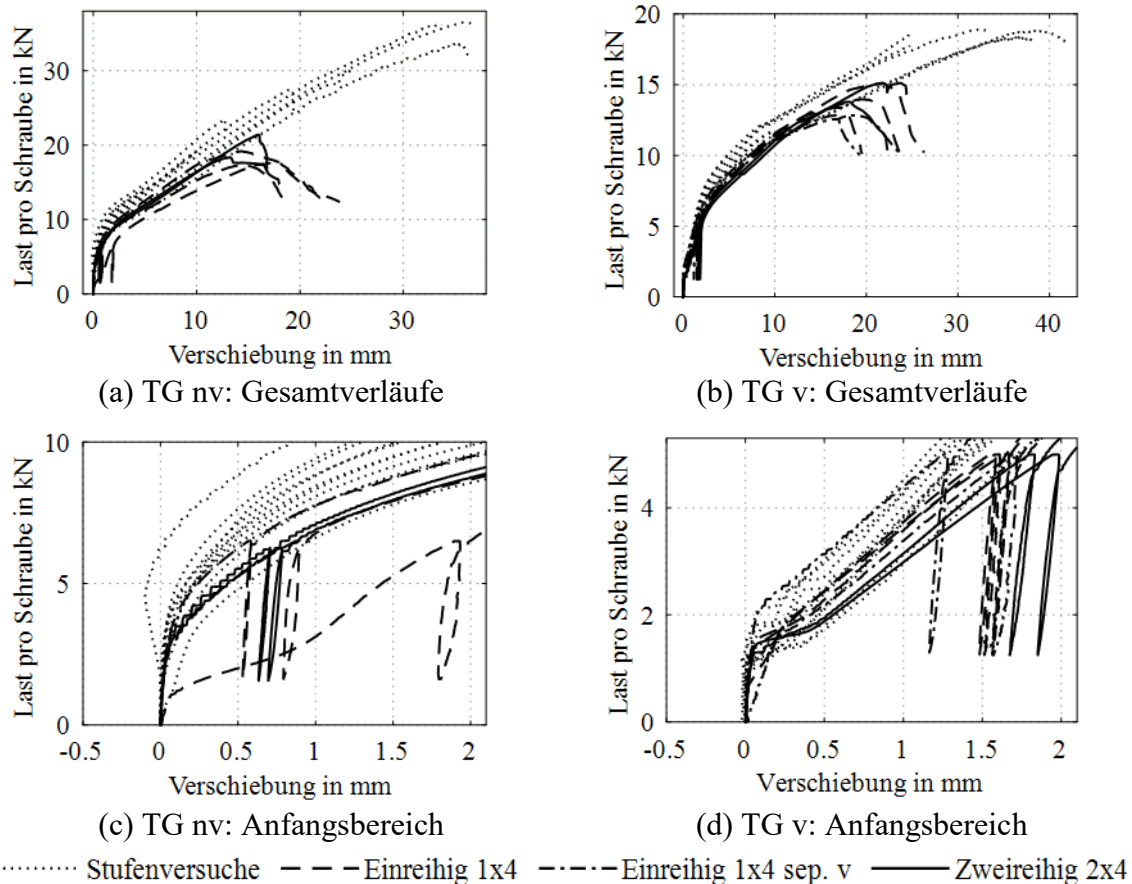 Last pro Schraube in kN
30
20
10
0
0
10
20
30
Verschiebung in mm
(a) TG nv: Gesamtverläufe
Last pro Schraube in kN
20
15
10
5
0
0
10
20
30
40
Verschiebung in mm
(b) TG v: Gesamtverläufe
Last pro Schraube in kN
10
5
0
-0.5
0
0.5
1
1.5
2
Verschiebung in mm
(c) TG nv: Anfangsbereich
Last pro Schraube in kN
4
2
0
-0.5
0
0.5
1
1.5
2
Verschiebung in mm
(d) TG v: Anfangsbereich
Stufenversuche
Einreihig 1x4
Einreihig 1x4 sep. v
Zweireihig 2x4